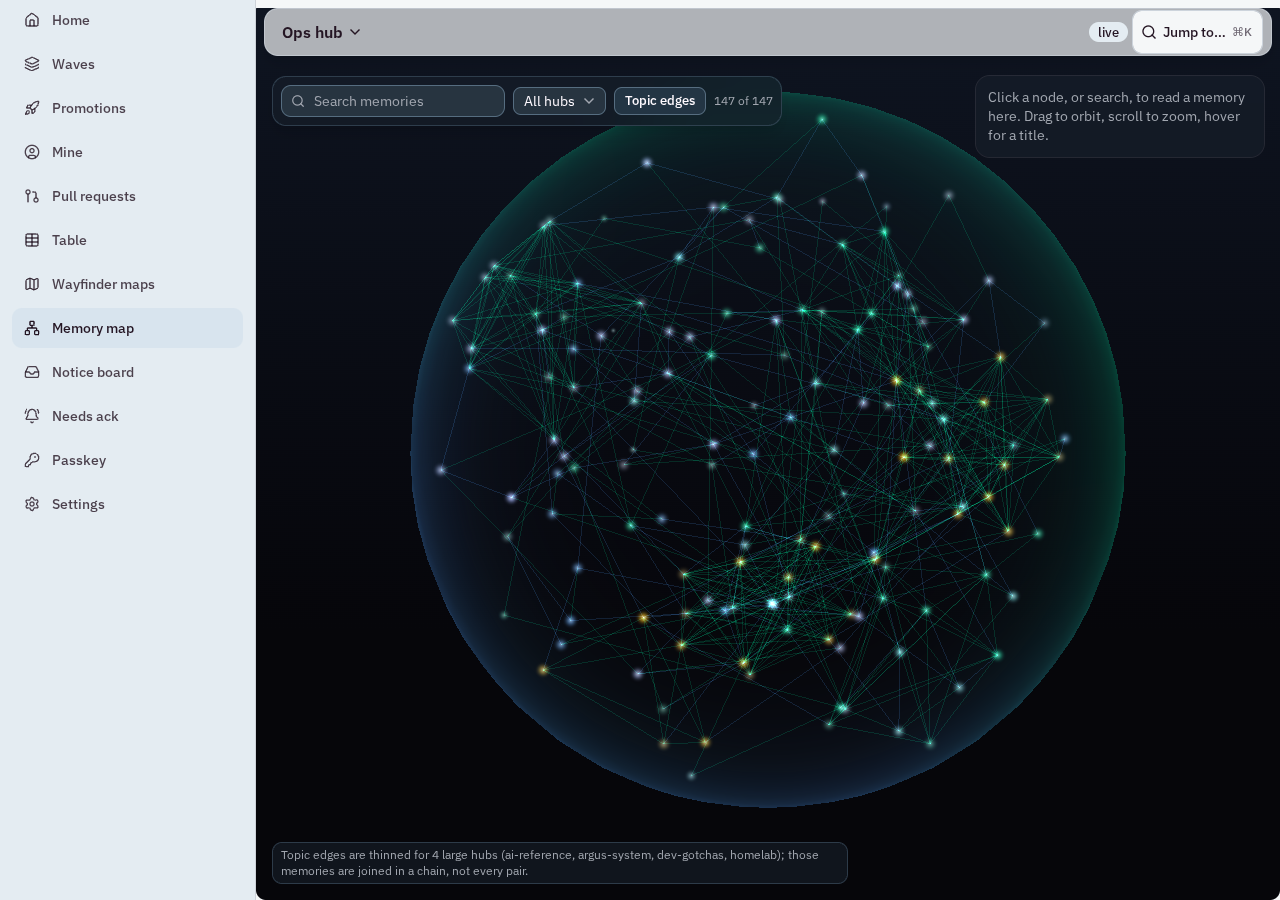 Home
Waves
Promotions
Mine
Pull requests
Table
Wayfinder maps
Memory map
Notice board
Needs ack
Passkey
Settings
Ops hub
live
Jump to... ⌘K
Search memories
All hubs
Topic edges
147 of 147
Click a node, or search, to read a memory
here. Drag to orbit, scroll to zoom, hover
for a title.
Topic edges are thinned for 4 large hubs (ai-reference, argus-system, dev-gotchas, homelab); those
memories are joined in a chain, not every pair.